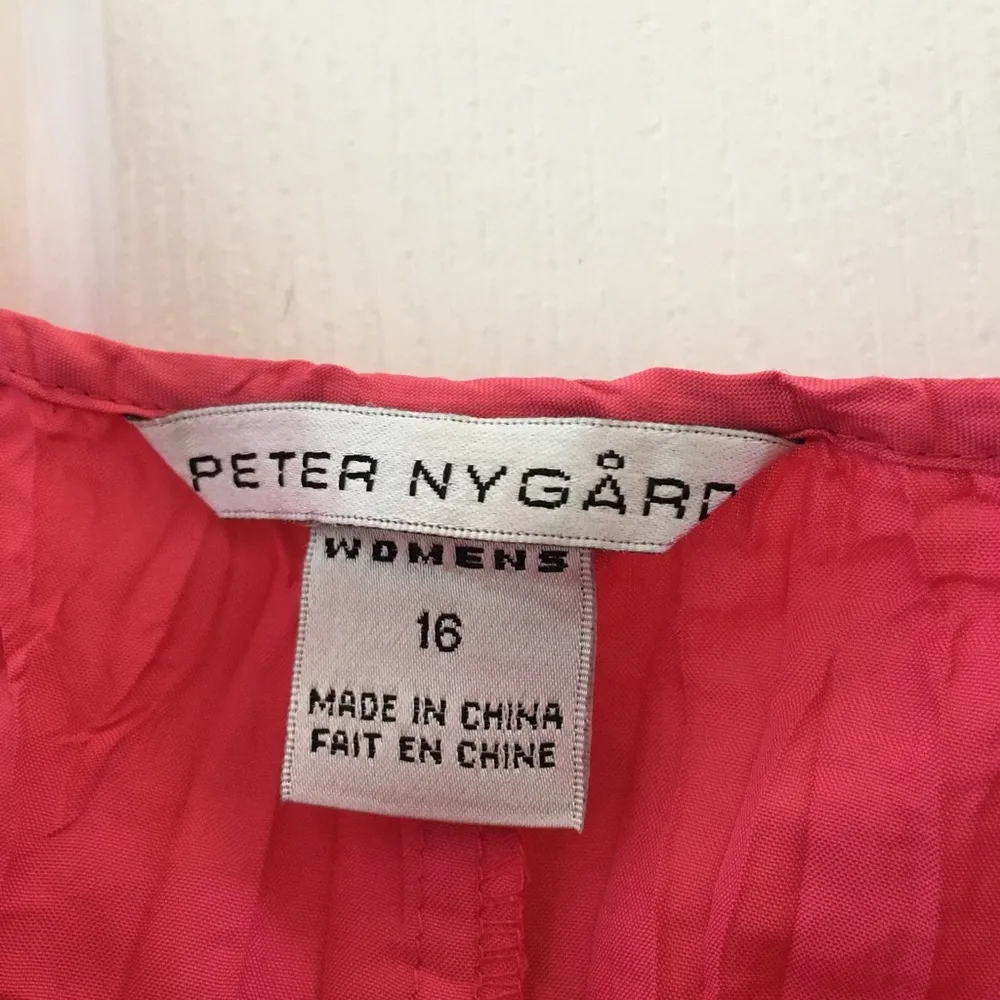 PETER NYGÅRD
WOMENS
16
MADE IN CHINA
FAIT EN CHINE